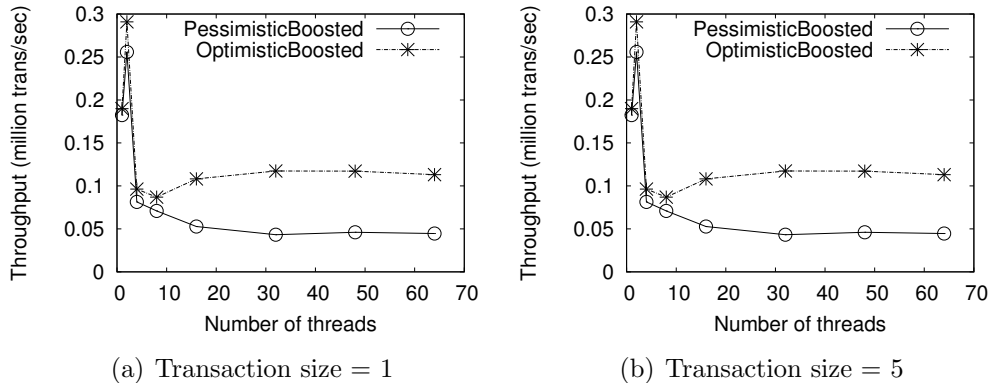 Throughput (million trans/sec)
0.3
0.25
0.2
0.15
0.1
0.05
0
0 10 20 30 40 50 60 70
Number of threads
PessimisticBoosted
OptimisticBoosted
(a) Transaction size = 1
Throughput (million trans/sec)
0.3
0.25
0.2
0.15
0.1
0.05
0
0 10 20 30 40 50 60 70
Number of threads
PessimisticBoosted
OptimisticBoosted
(b) Transaction size = 5